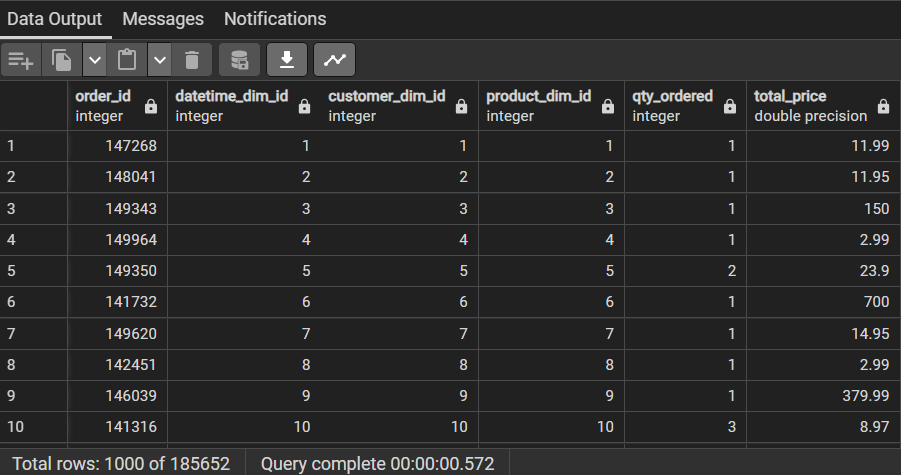 Data Output Messages Notifications
order_id datetime_dim_id customer_dim_id product_dim_id qty_ordered total_price
integer integer integer integer integer double precision
1 147268 1 1 1 1 11.99
2 148041 2 2 2 1 11.95
3 149343 3 3 3 1 150
4 149964 4 4 4 1 2.99
5 149350 5 5 5 2 23.9
6 141732 6 6 6 1 700
7 149620 7 7 7 1 14.95
8 142451 8 8 8 1 2.99
9 146039 9 9 9 1 379.99
10 141316 10 10 10 3 8.97
Total rows: 1000 of 185652 Query complete 00:00:00.572